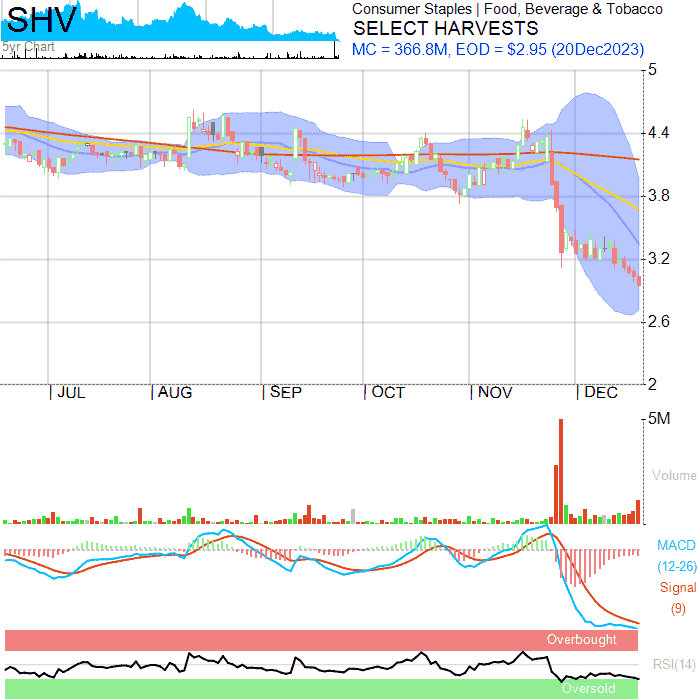 SHV
5yr Chart
Consumer Staples | Food, Beverage & Tobacco
SELECT HARVESTS
MC = 366.8M, EOD = $2.95 (20Dec2023)
5
4.4
3.8
3.2
2.6
2
JUL AUG SEP OCT NOV DEC
5M
Volume
MACD
(12-26)
Signal
(9)
Overbought
RSI(14)
Oversold